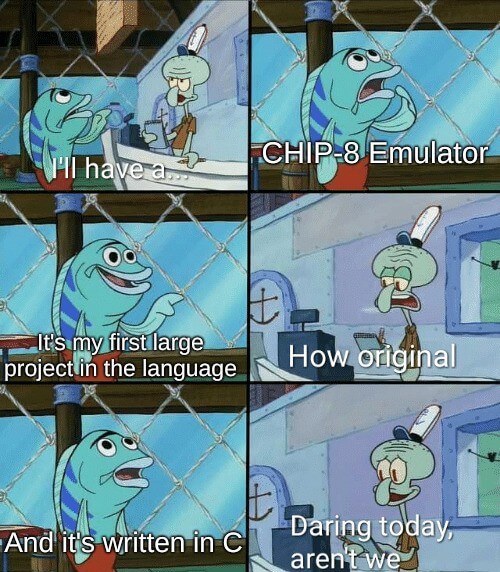 I'll have a...
CHIP-8 Emulator
It's my first large
project in the language
How original
And it's written in C
Daring today,
aren't we